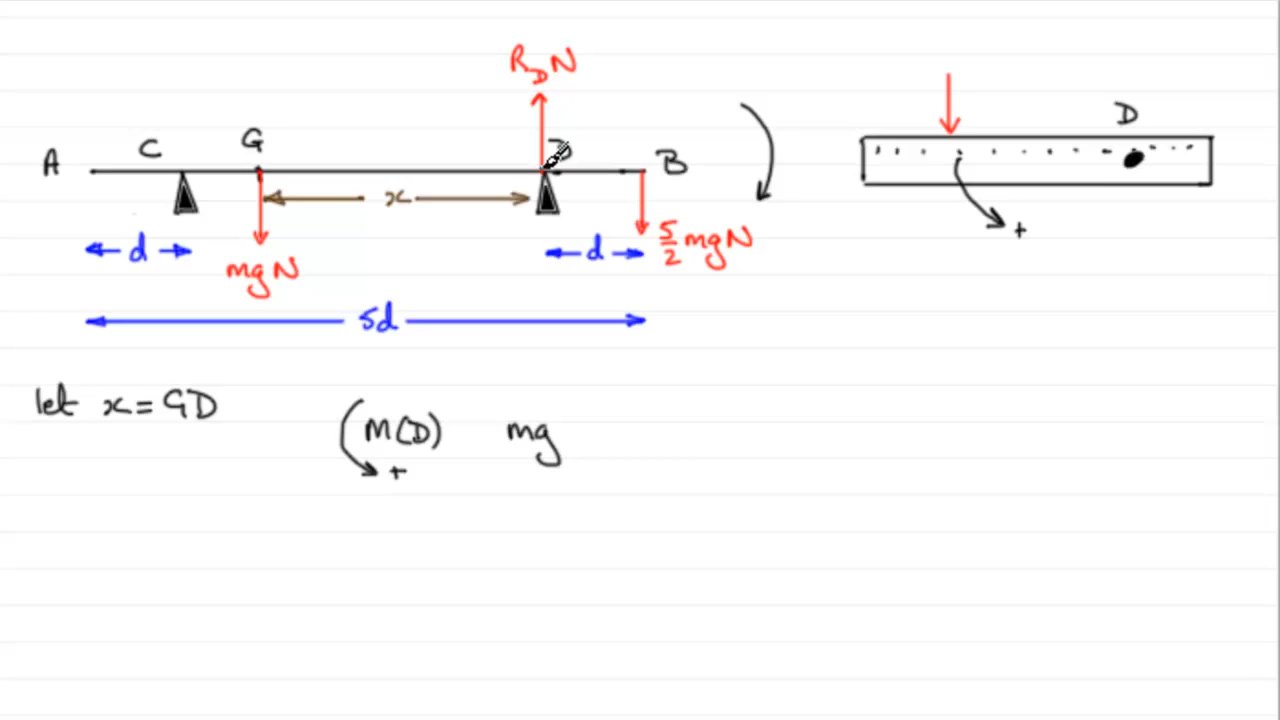 R_D N
A C G D B D
x
d d 5/2 mg N +
mg N
5d
let x = GD
M(D) mg
+